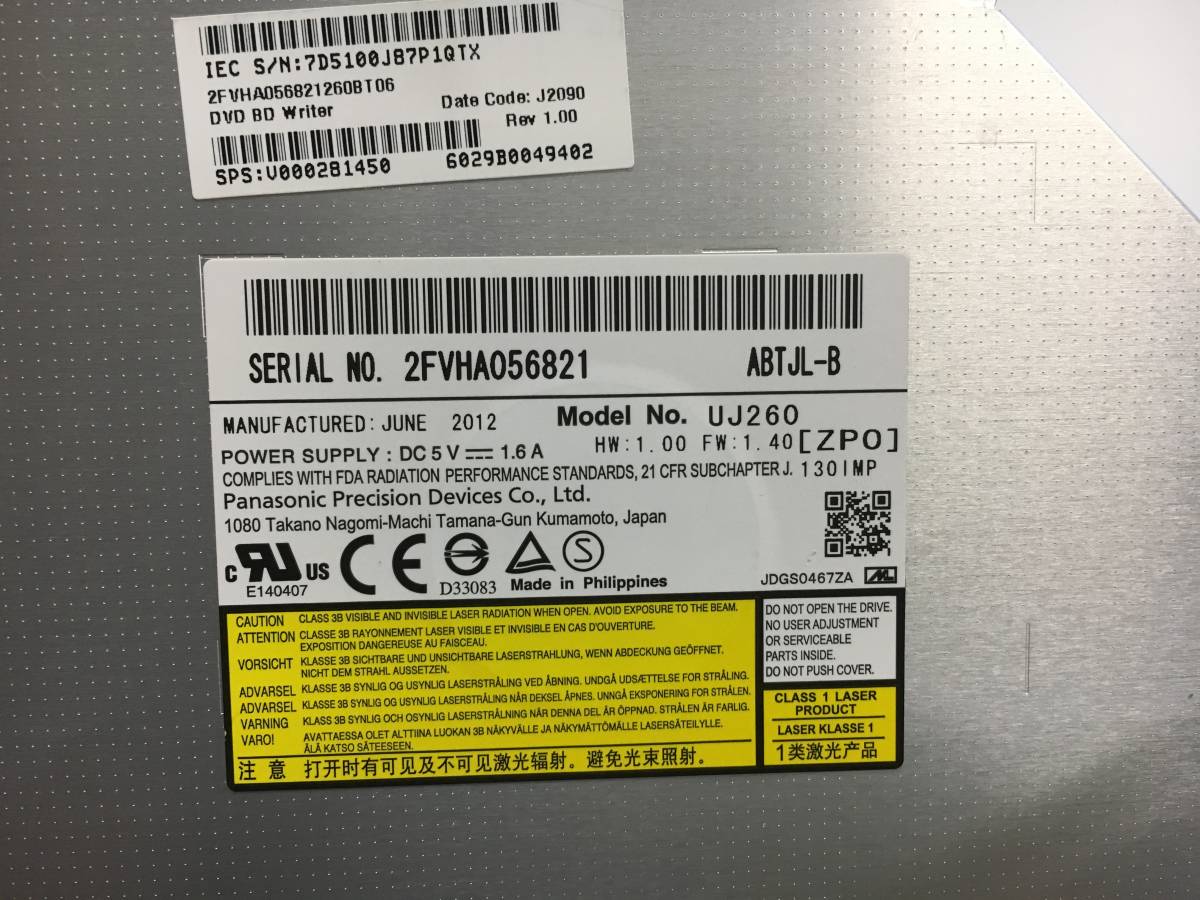 IEC S/N:7D5100J87P1QTX
2FVHA056821260BT06
DVD BD Writer
Date Code: J2090
Rev 1.00
SPS:V000281450
6029B0049402
SERIAL NO. 2FVHA056821 ABTJL-B
MANUFACTURED: JUNE 2012 Model No. UJ260
HW:1.00 FW:1.40[ZP0]
POWER SUPPLY : DC 5 V 1.6 A
COMPLIES WITH FDA RADIATION PERFORMANCE STANDARDS, 21 CFR SUBCHAPTER J. 130IMP
Panasonic Precision Devices Co., Ltd.
1080 Takano Nagomi-Machi Tamana-Gun Kumamoto, Japan
C RU US CE S
E140407 D33083 Made in Philippines
JDGS0467ZA
CAUTION CLASS 3B VISIBLE AND INVISIBLE LASER RADIATION WHEN OPEN. AVOID EXPOSURE TO THE BEAM.
ATTENTION CLASSE 3B RAYONNEMENT LASER VISIBLE ET INVISIBLE EN CAS D'OUVERTURE.
EXPOSITION DANGEREUSE AU FAISCEAU.
VORSICHT KLASSE 3B SICHTBARE UND UNSICHTBARE LASERSTRAHLUNG, WENN ABDECKUNG GEÖFFNET.
NICHT DEM STRAHL AUSSETZEN.
ADVARSEL KLASSE 3B SYNLIG OG USYNLIG LASERSTRÅLING VED ÅBNING. UNDGÅ UDSÆTTELSE FOR STRÅLING.
ADVARSEL KLASSE 3B SYNLIG OG USYNLIG LASERSTRÅLING NÅR DEKSEL ÅPNES. UNNGÅ EKSPONERING FOR STRÅLEN.
VARNING KLASS 3B SYNLIG OCH OSYNLIG LASERSTRÅLNING NÄR DENNA DEL ÄR ÖPPNAD. STRÅLEN ÄR FARLIG.
VARO! AVATTAESSA OLET ALTTIINA LUOKAN 3B NÄKYVÄLLE JA NÄKYMÄTTÖMÄLLE LASERSÄTEILYLLE.
ÄLÄ KATSO SÄTEESEEN.
注 意 打开时有可见及不可见激光辐射。避免光束照射。
DO NOT OPEN THE DRIVE.
NO USER ADJUSTMENT
OR SERVICEABLE
PARTS INSIDE.
DO NOT PUSH COVER.
CLASS 1 LASER
PRODUCT
LASER KLASSE 1
1类激光产品